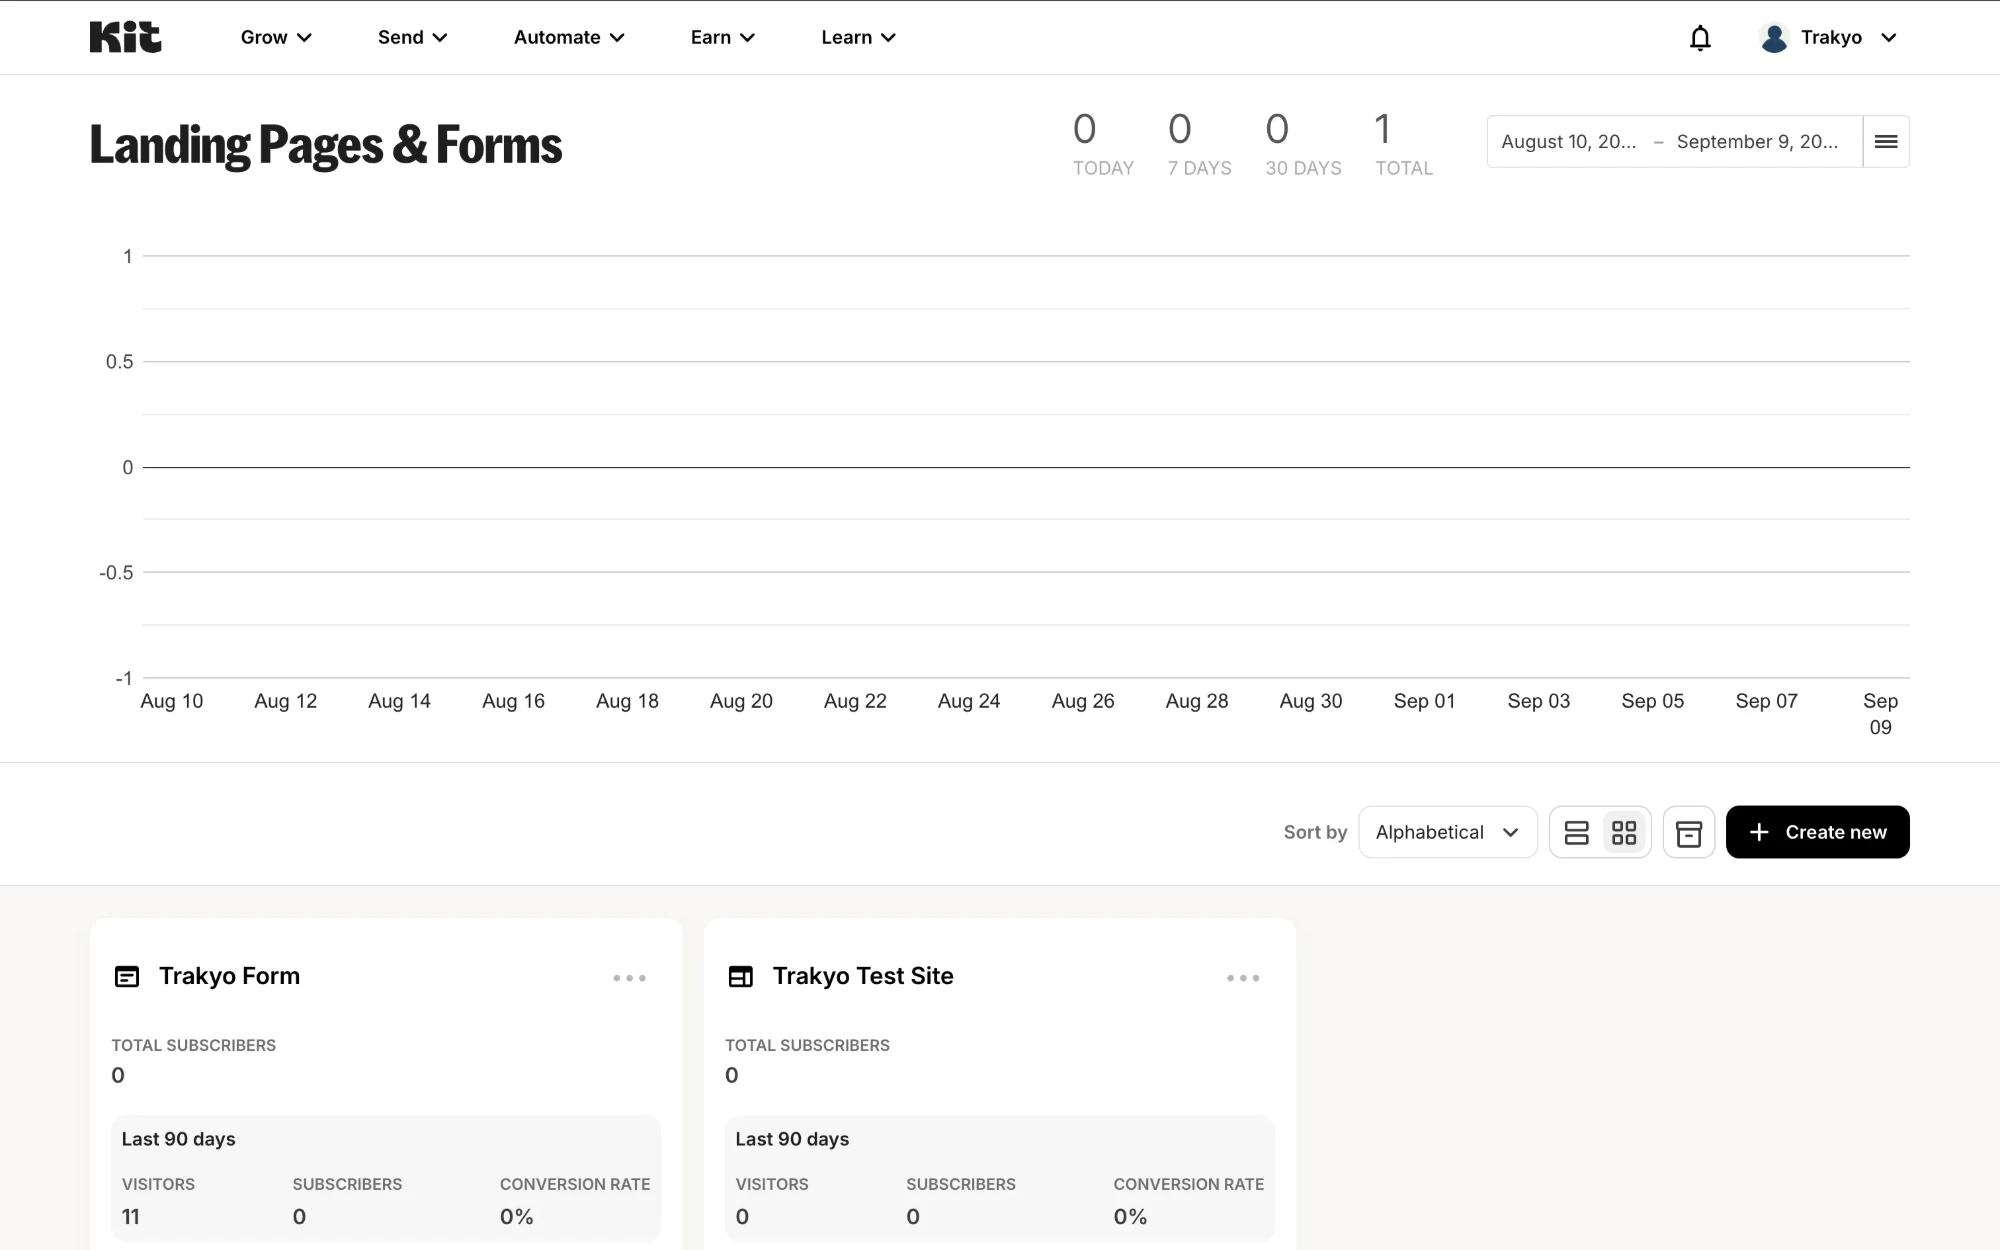 Kit
Grow
Send
Automate
Earn
Learn
Trakyo
Landing Pages & Forms
0
TODAY
0
7 DAYS
0
30 DAYS
1
TOTAL
August 10, 20... – September 9, 20...
1
0.5
0
-0.5
-1
Aug 10
Aug 12
Aug 14
Aug 16
Aug 18
Aug 20
Aug 22
Aug 24
Aug 26
Aug 28
Aug 30
Sep 01
Sep 03
Sep 05
Sep 07
Sep
09
Sort by
Alphabetical
Create new
Trakyo Form
TOTAL SUBSCRIBERS
0
Last 90 days
VISITORS SUBSCRIBERS CONVERSION RATE
11 0 0%
Trakyo Test Site
TOTAL SUBSCRIBERS
0
Last 90 days
VISITORS SUBSCRIBERS CONVERSION RATE
0 0 0%